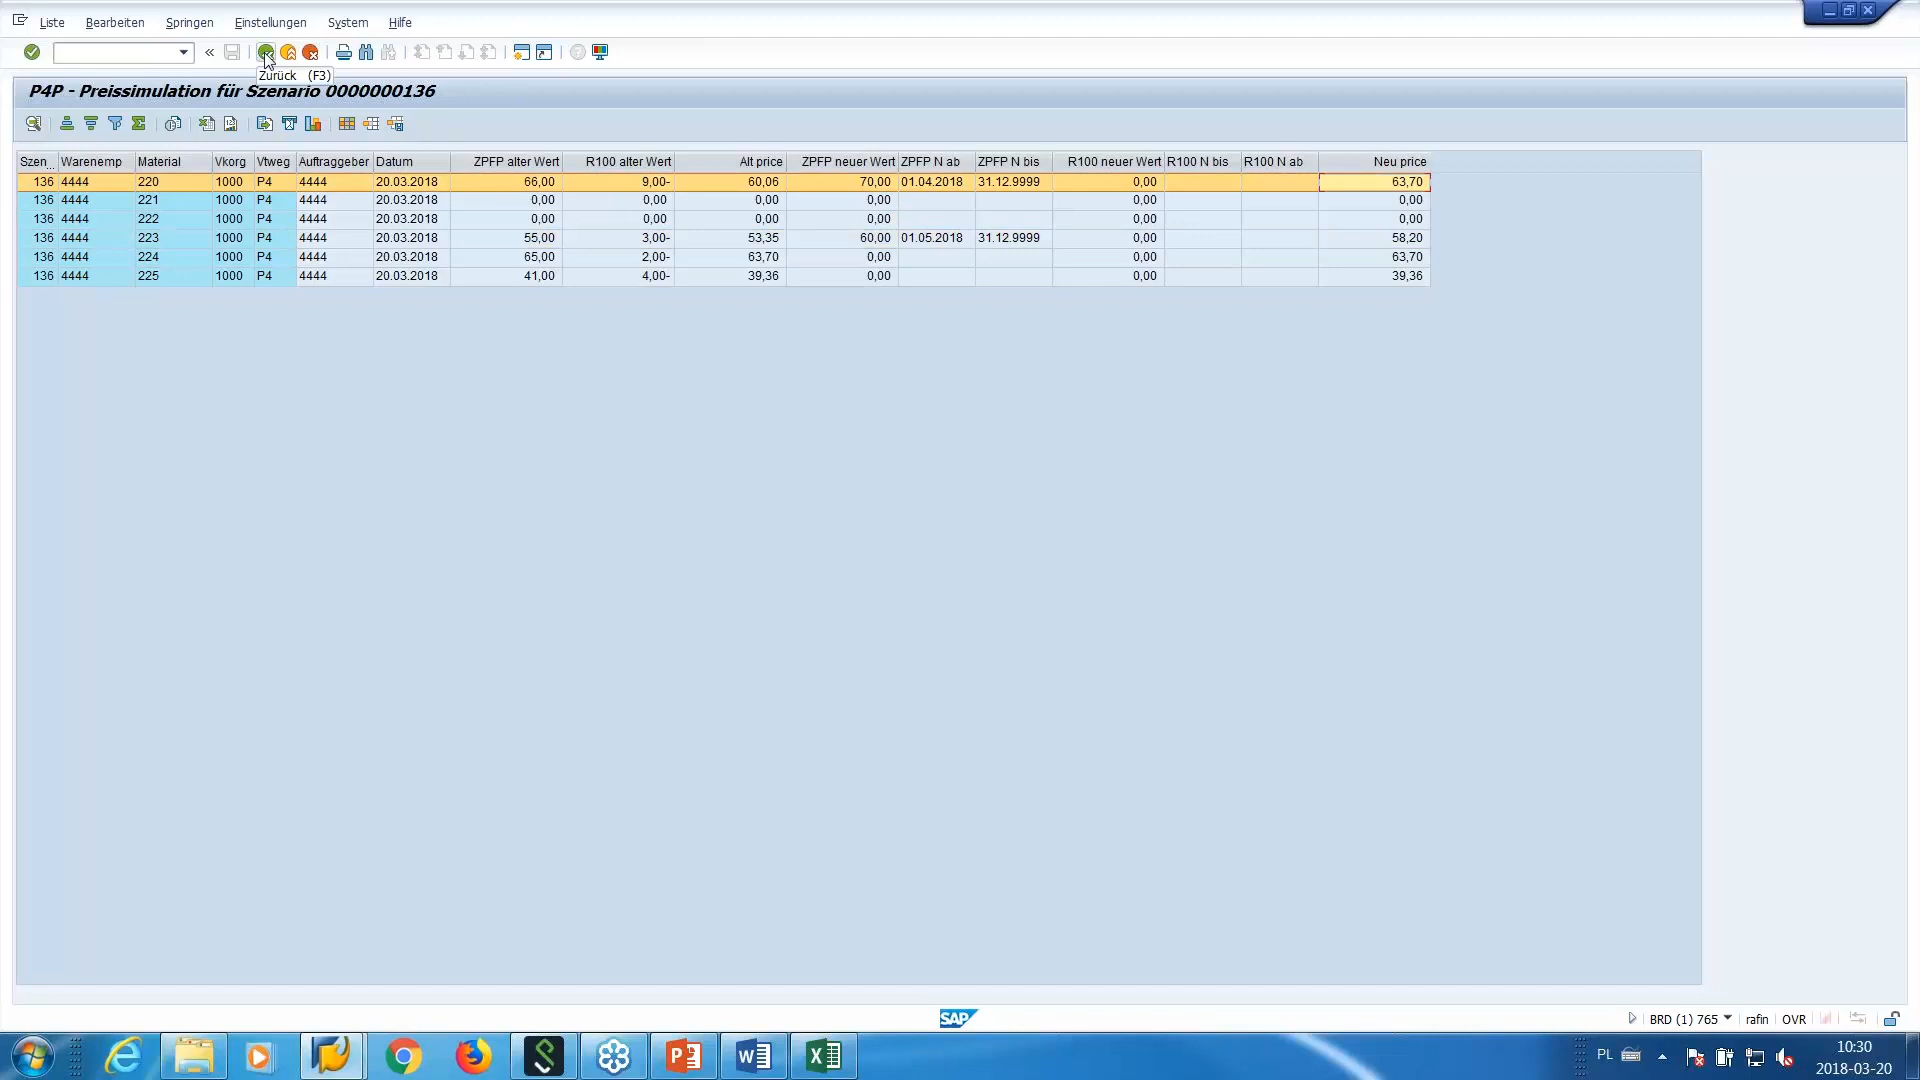 Liste Bearbeiten Springen Einstellungen System Hilfe
Zurück (F3)
P4P - Preissimulation für Szenario 0000000136
Szen... Warenemp Material Vkorg Vtweg Auftraggeber Datum ZPFP alter Wert R100 alter Wert Alt price ZPFP neuer Wert ZPFP N ab ZPFP N bis R100 neuer Wert R100 N bis R100 N ab Neu price
136 4444 220 1000 P4 4444 20.03.2018 66,00 9,00- 60,06 70,00 01.04.2018 31.12.9999 0,00 63,70
136 4444 221 1000 P4 4444 20.03.2018 0,00 0,00 0,00 0,00 0,00 0,00
136 4444 222 1000 P4 4444 20.03.2018 0,00 0,00 0,00 0,00 0,00 0,00
136 4444 223 1000 P4 4444 20.03.2018 55,00 3,00- 53,35 60,00 01.05.2018 31.12.9999 0,00 58,20
136 4444 224 1000 P4 4444 20.03.2018 65,00 2,00- 63,70 0,00 0,00 63,70
136 4444 225 1000 P4 4444 20.03.2018 41,00 4,00- 39,36 0,00 0,00 39,36
SAP
BRD (1) 765 rafin OVR
PL 10:30
2018-03-20